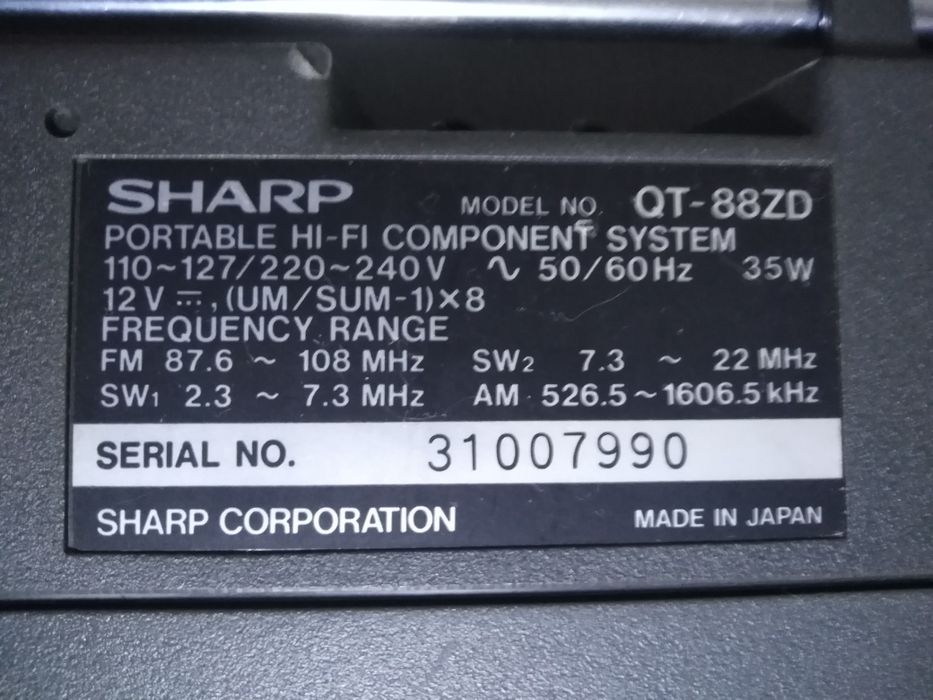 SHARP MODEL NO. QT-88ZD
PORTABLE HI-FI COMPONENT SYSTEM
110~127/220~240V ∿ 50/60Hz 35W
12V ⎓, (UM/SUM-1)×8
FREQUENCY RANGE
FM 87.6 ~ 108 MHz SW2 7.3 ~ 22 MHz
SW1 2.3 ~ 7.3 MHz AM 526.5~1606.5 kHz
SERIAL NO. 31007990
SHARP CORPORATION MADE IN JAPAN